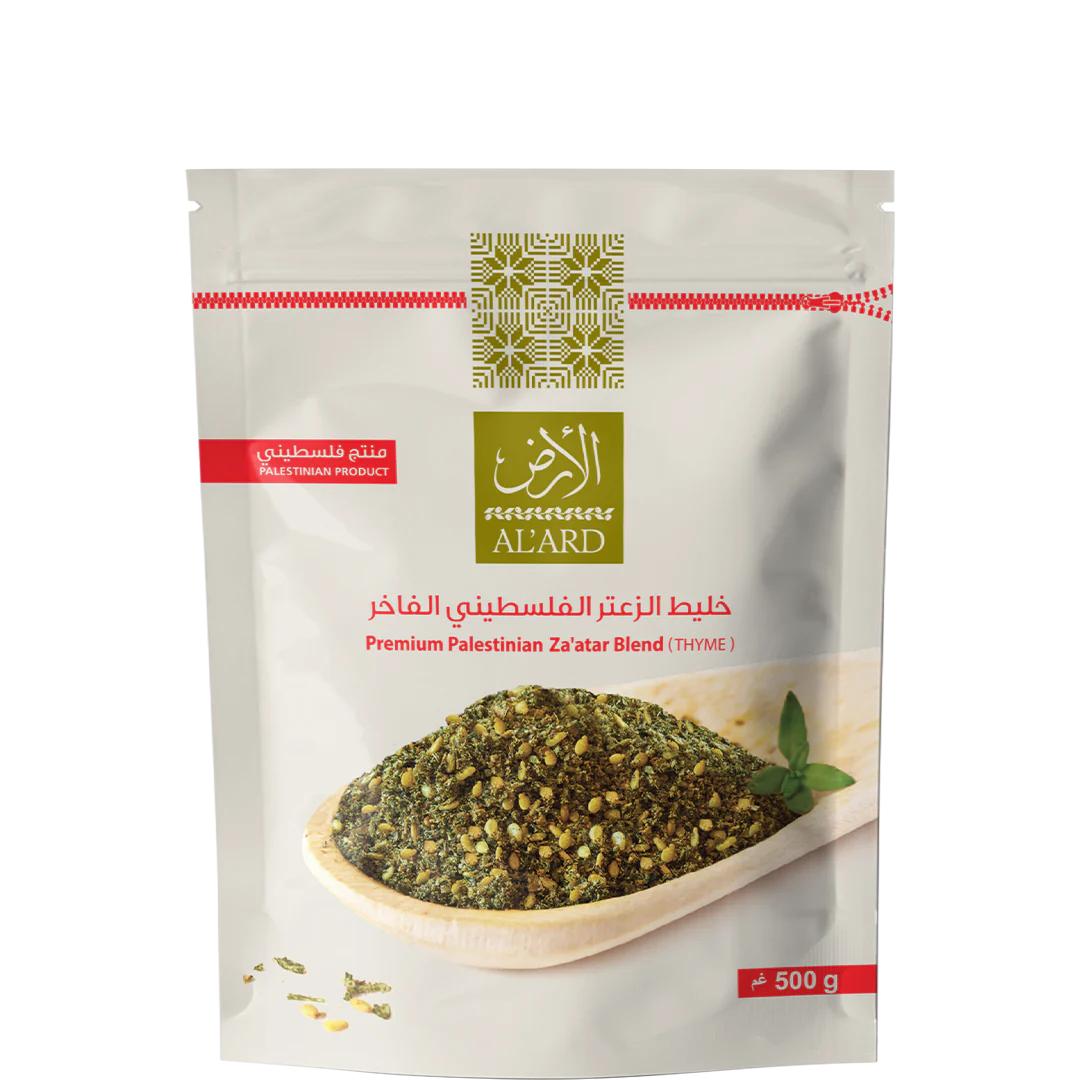 منتج فلسطيني
PALESTINIAN PRODUCT
الأرض
AL'ARD
خليط الزعتر الفلسطيني الفاخر
Premium Palestinian Za'atar Blend (THYME )
500 g غم